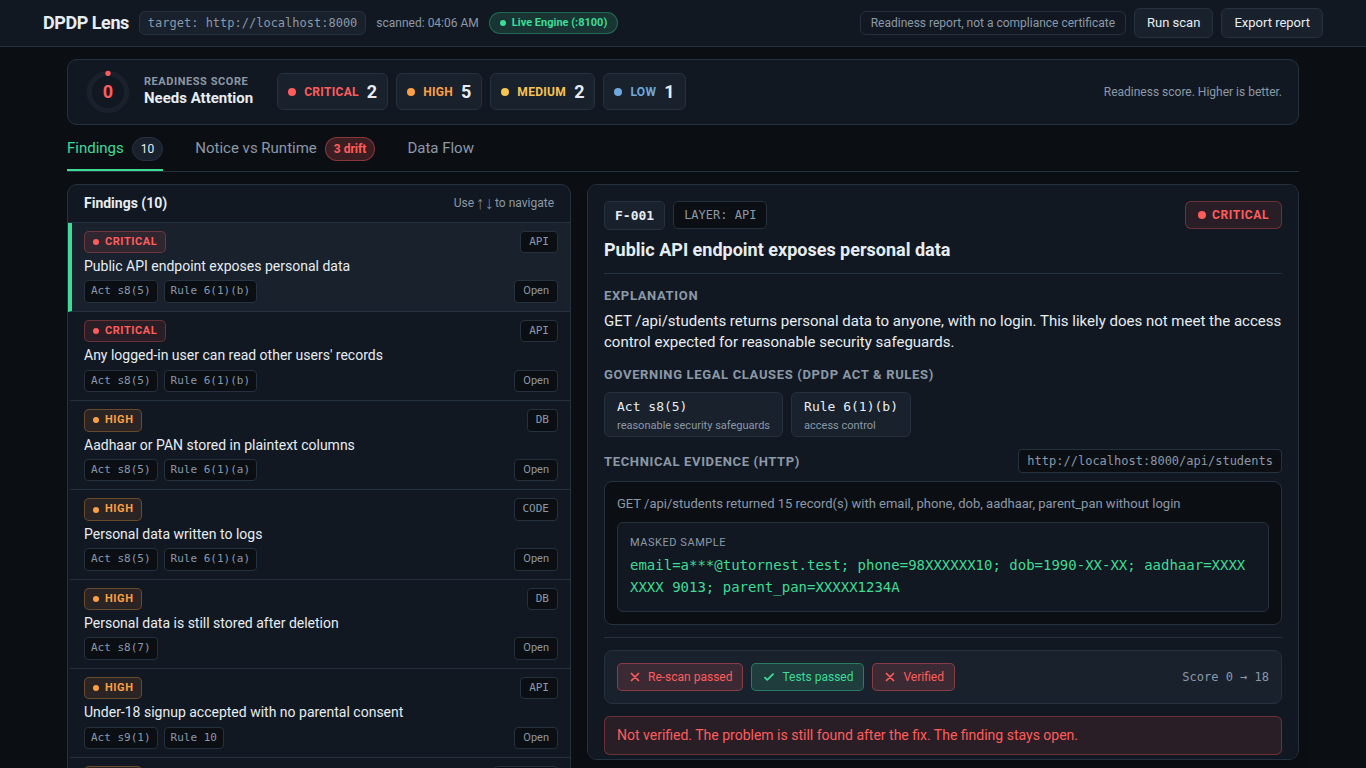 DPDP Lens
target: http://localhost:8000
scanned: 04:06 AM
Live Engine (:8100)
Readiness report, not a compliance certificate
Run scan
Export report
0
READINESS SCORE
Needs Attention
CRITICAL 2
HIGH 5
MEDIUM 2
LOW 1
Readiness score. Higher is better.
Findings 10
Notice vs Runtime 3 drift
Data Flow
Findings (10)
Use ↑ ↓ to navigate
CRITICAL
API
Public API endpoint exposes personal data
Act s8(5) Rule 6(1)(b)
Open
CRITICAL
API
Any logged-in user can read other users' records
Act s8(5) Rule 6(1)(b)
Open
HIGH
DB
Aadhaar or PAN stored in plaintext columns
Act s8(5) Rule 6(1)(a)
Open
HIGH
CODE
Personal data written to logs
Act s8(5) Rule 6(1)(a)
Open
HIGH
DB
Personal data is still stored after deletion
Act s8(7)
Open
HIGH
API
Under-18 signup accepted with no parental consent
Act s9(1) Rule 10
Open
F-001
LAYER: API
CRITICAL
Public API endpoint exposes personal data
EXPLANATION
GET /api/students returns personal data to anyone, with no login. This likely does not meet the access
control expected for reasonable security safeguards.
GOVERNING LEGAL CLAUSES (DPDP ACT & RULES)
Act s8(5)
reasonable security safeguards
Rule 6(1)(b)
access control
TECHNICAL EVIDENCE (HTTP)
http://localhost:8000/api/students
GET /api/students returned 15 record(s) with email, phone, dob, aadhaar, parent_pan without login
MASKED SAMPLE
email=a***@tutornest.test; phone=98XXXXXX10; dob=1990-XX-XX; aadhaar=XXXX
XXXX 9013; parent_pan=XXXXX1234A
Re-scan passed
Tests passed
Verified
Score 0 → 18
Not verified. The problem is still found after the fix. The finding stays open.